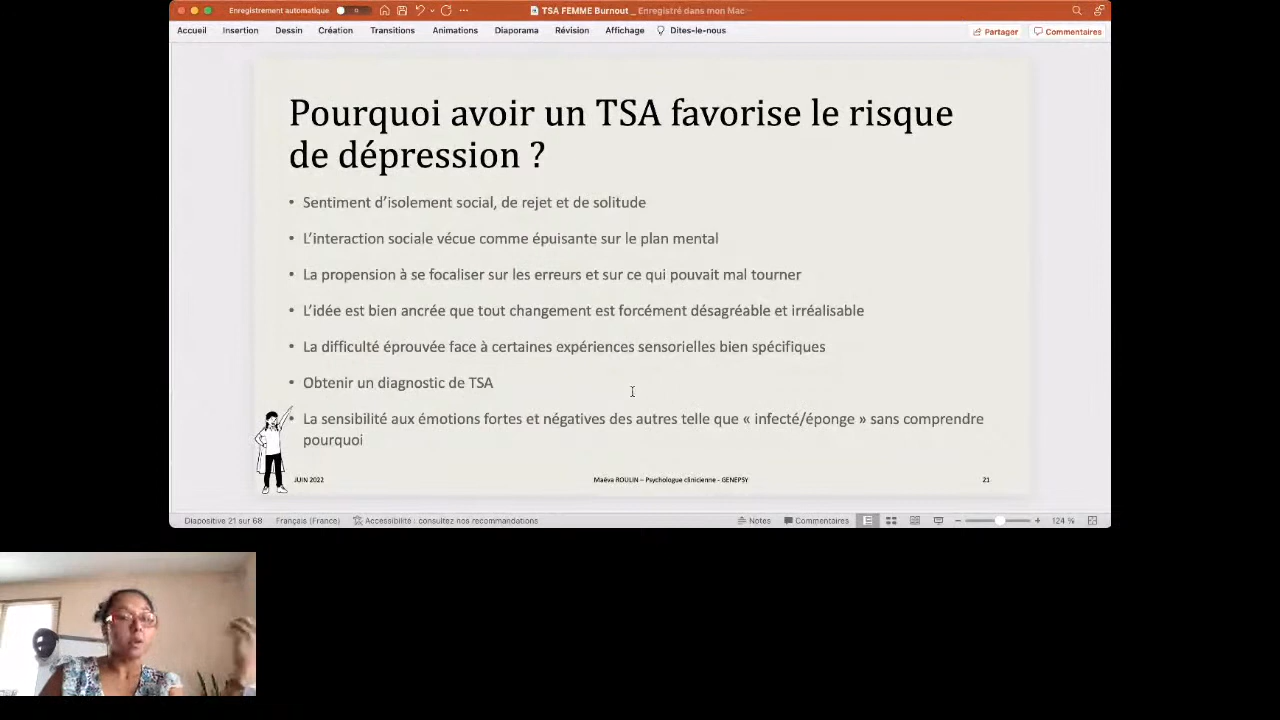 Enregistrement automatique
TSA FEMME Burnout _ Enregistré dans mon Mac
Accueil Insertion Dessin Création Transitions Animations Diaporama Révision Affichage Dites-le-nous Partager Commentaires
Pourquoi avoir un TSA favorise le risque
de dépression ?
• Sentiment d’isolement social, de rejet et de solitude
• L’interaction sociale vécue comme épuisante sur le plan mental
• La propension à se focaliser sur les erreurs et sur ce qui pouvait mal tourner
• L’idée est bien ancrée que tout changement est forcément désagréable et irréalisable
• La difficulté éprouvée face à certaines expériences sensorielles bien spécifiques
• Obtenir un diagnostic de TSA
• La sensibilité aux émotions fortes et négatives des autres telle que « infecté/éponge » sans comprendre
pourquoi
JUIN 2022 Maëva ROULIN – Psychologue clinicienne - GENEPSY 21
Diapositive 21 sur 68 Français (France) Accessibilité : consultez nos recommandations Notes Commentaires 124 %